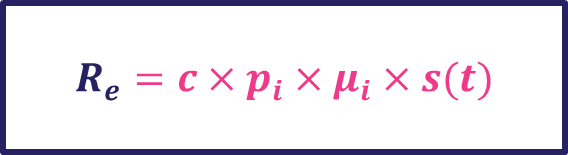 Rₑ = c × pᵢ × μᵢ × s(t)